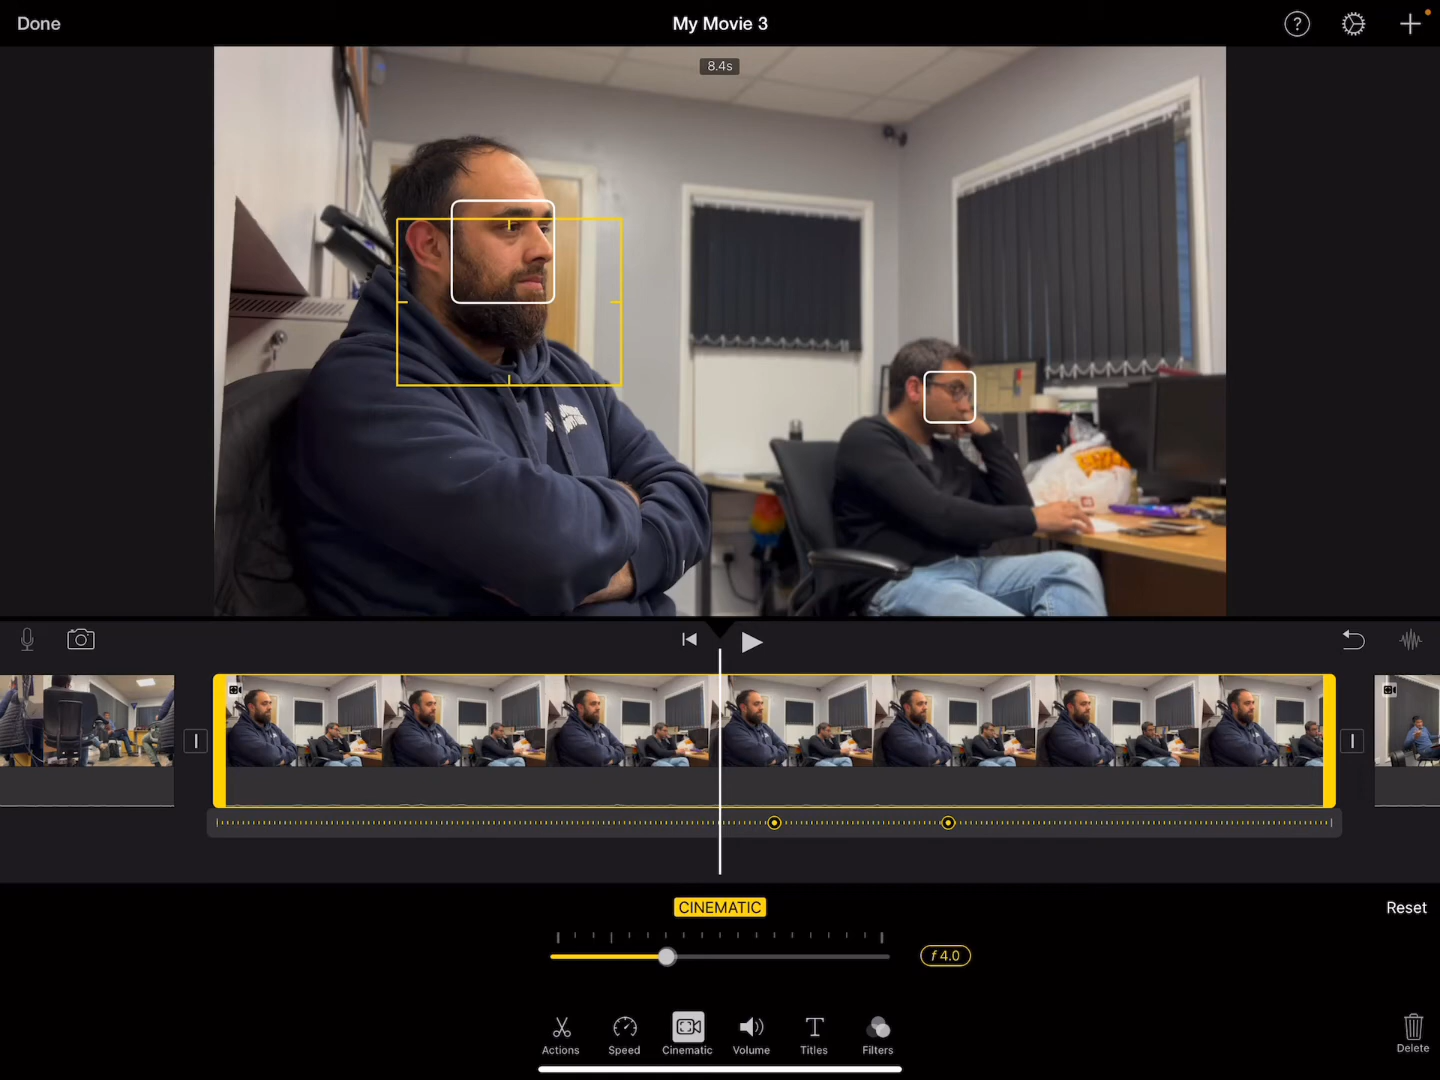 Done
My Movie 3
?
8.4s
CINEMATIC
Reset
f 4.0
Actions
Speed
Cinematic
Volume
T
Titles
Filters
Delete